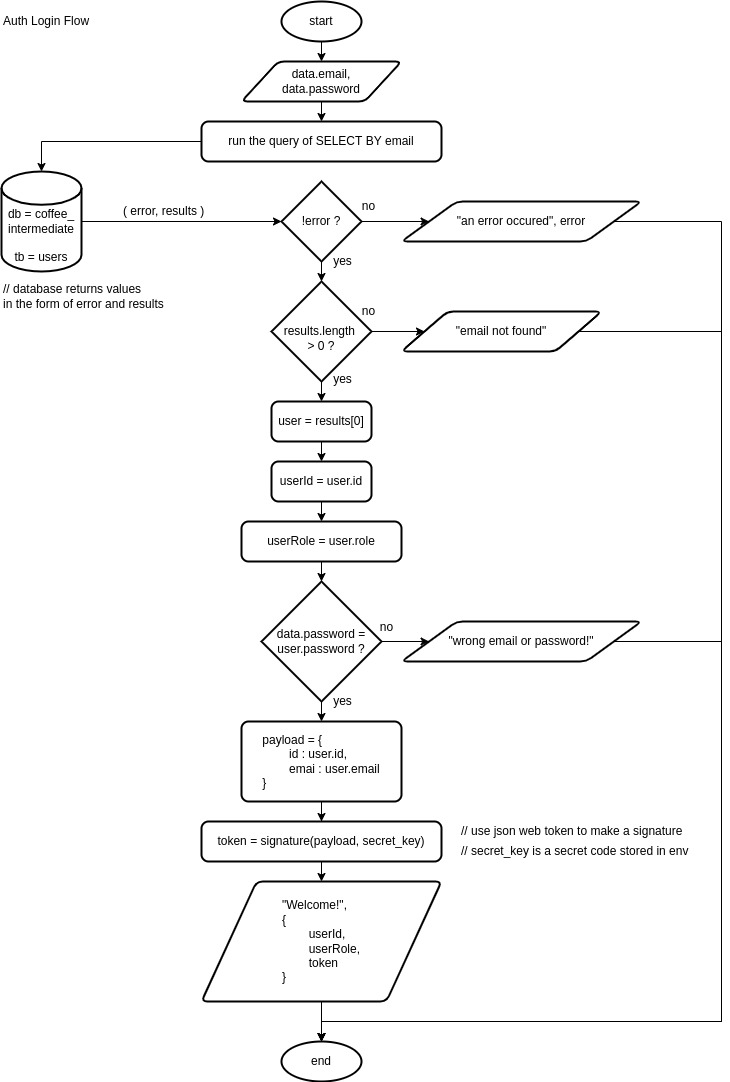 Auth Login Flow
start
data.email,
data.password
run the query of SELECT BY email
db = coffee_
intermediate
tb = users
( error, results )
!error ?
no
"an error occured", error
yes
// database returns values
in the form of error and results
no
results.length
> 0 ?
"email not found"
yes
user = results[0]
userId = user.id
userRole = user.role
no
data.password =
user.password ?
"wrong email or password!"
yes
payload = {
id : user.id,
emai : user.email
}
token = signature(payload, secret_key)
// use json web token to make a signature
// secret_key is a secret code stored in env
"Welcome!",
{
userId,
userRole,
token
}
end